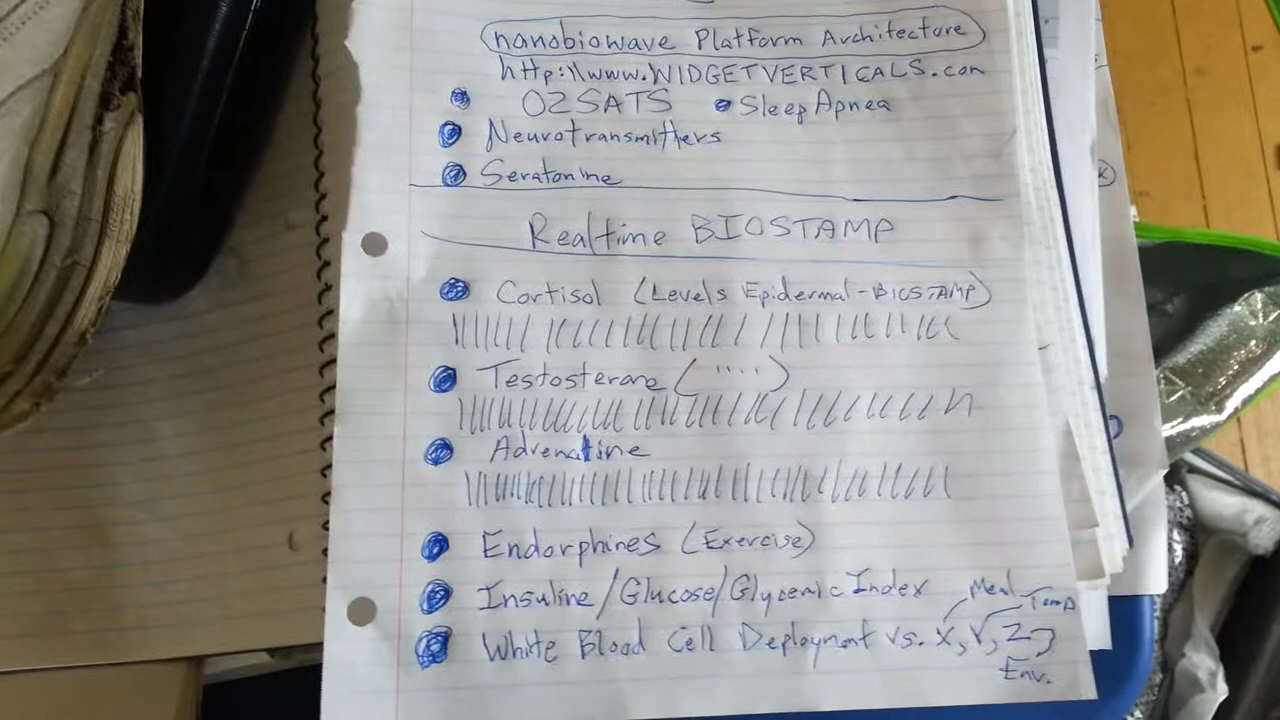 nanobiowave Platform Architecture
http://www.WIDGETVERTICALS.com
O2SATS • Sleep Apnea
Neurotransmitters
Seratonine
Realtime BIOSTAMP
Cortisol (Levels Epidermal-BIOSTAMP)
Testosterone (....)
Adrenaline
Endorphines (Exercise)
Insuline/Glucose/Glycemic Index
Meal
Temp
White Blood Cell Deployment vs. X, Y, Z
Env.